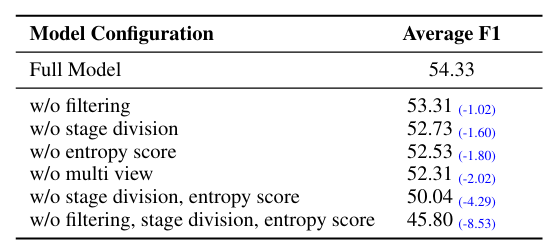 Model Configuration Average F1
Full Model 54.33
w/o filtering 53.31 (-1.02)
w/o stage division 52.73 (-1.60)
w/o entropy score 52.53 (-1.80)
w/o multi view 52.31 (-2.02)
w/o stage division, entropy score 50.04 (-4.29)
w/o filtering, stage division, entropy score 45.80 (-8.53)